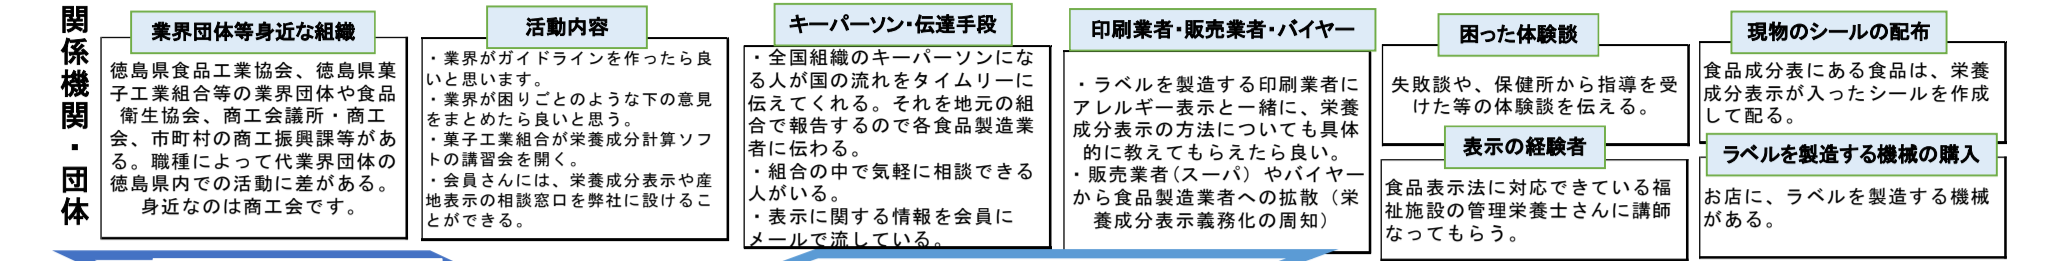 関係機関・団体
業界団体等身近な組織
徳島県食品工業協会、徳島県菓
子工業組合等の業界団体や食品
衛生協会、商工会議所・商工
会、市町村の商工振興課等があ
る。職種によって代業界団体の
徳島県内での活動に差がある。
身近なのは商工会です。
活動内容
・業界がガイドラインを作ったら良
いと思います。
・業界が困りごとのような下の意見
をまとめたら良いと思う。
・菓子工業組合が栄養成分計算ソフ
トの講習会を開く。
・会員さんには、栄養成分表示や産
地表示の相談窓口を弊社に設けるこ
とができる。
キーパーソン・伝達手段
・全国組織のキーパーソンにな
る人が国の流れをタイムリーに
伝えてくれる。それを地元の組
合で報告するので各食品製造業
者に伝わる。
・組合の中で気軽に相談できる
人がいる。
・表示に関する情報を会員に
メールで流している。
印刷業者・販売業者・バイヤー
・ラベルを製造する印刷業者に
アレルギー表示と一緒に、栄養
成分表示の方法についても具体
的に教えてもらえたら良い。
・販売業者（スーパ）やバイヤー
から食品製造業者への拡散（栄
養成分表示義務化の周知）
困った体験談
失敗談や、保健所から指導を受
けた等の体験談を伝える。
表示の経験者
食品表示法に対応できている福
祉施設の管理栄養士さんに講師
なってもらう。
現物のシールの配布
食品成分表にある食品は、栄養
成分表示が入ったシールを作成
して配る。
ラベルを製造する機械の購入
お店に、ラベルを製造する機械
がある。